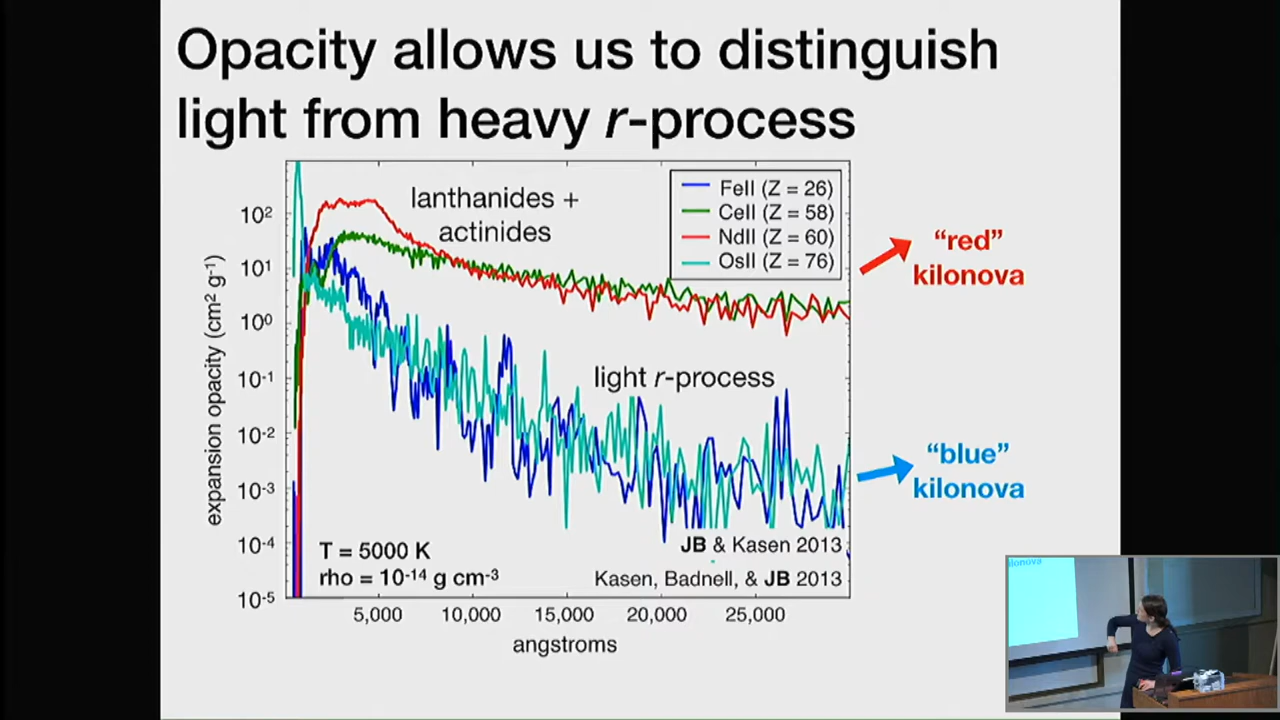 Opacity allows us to distinguish
light from heavy r-process
lanthanides +
actinides
FeII (Z = 26)
CeII (Z = 58)
NdII (Z = 60)
OsII (Z = 76)
“red”
kilonova
light r-process
“blue”
kilonova
T = 5000 K
rho = 10⁻¹⁴ g cm⁻³
JB & Kasen 2013
Kasen, Badnell, & JB 2013
expansion opacity (cm² g⁻¹)
10²
10¹
10⁰
10⁻¹
10⁻²
10⁻³
10⁻⁴
10⁻⁵
5,000 10,000 15,000 20,000 25,000
angstroms
kilonova